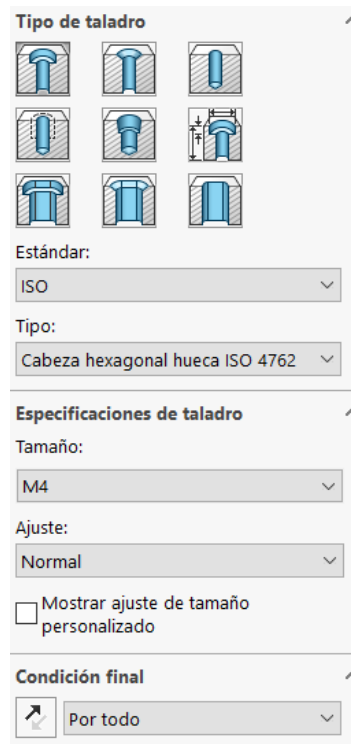 Tipo de taladro
Estándar:
ISO
Tipo:
Cabeza hexagonal hueca ISO 4762
Especificaciones de taladro
Tamaño:
M4
Ajuste:
Normal
Mostrar ajuste de tamaño
personalizado
Condición final
Por todo